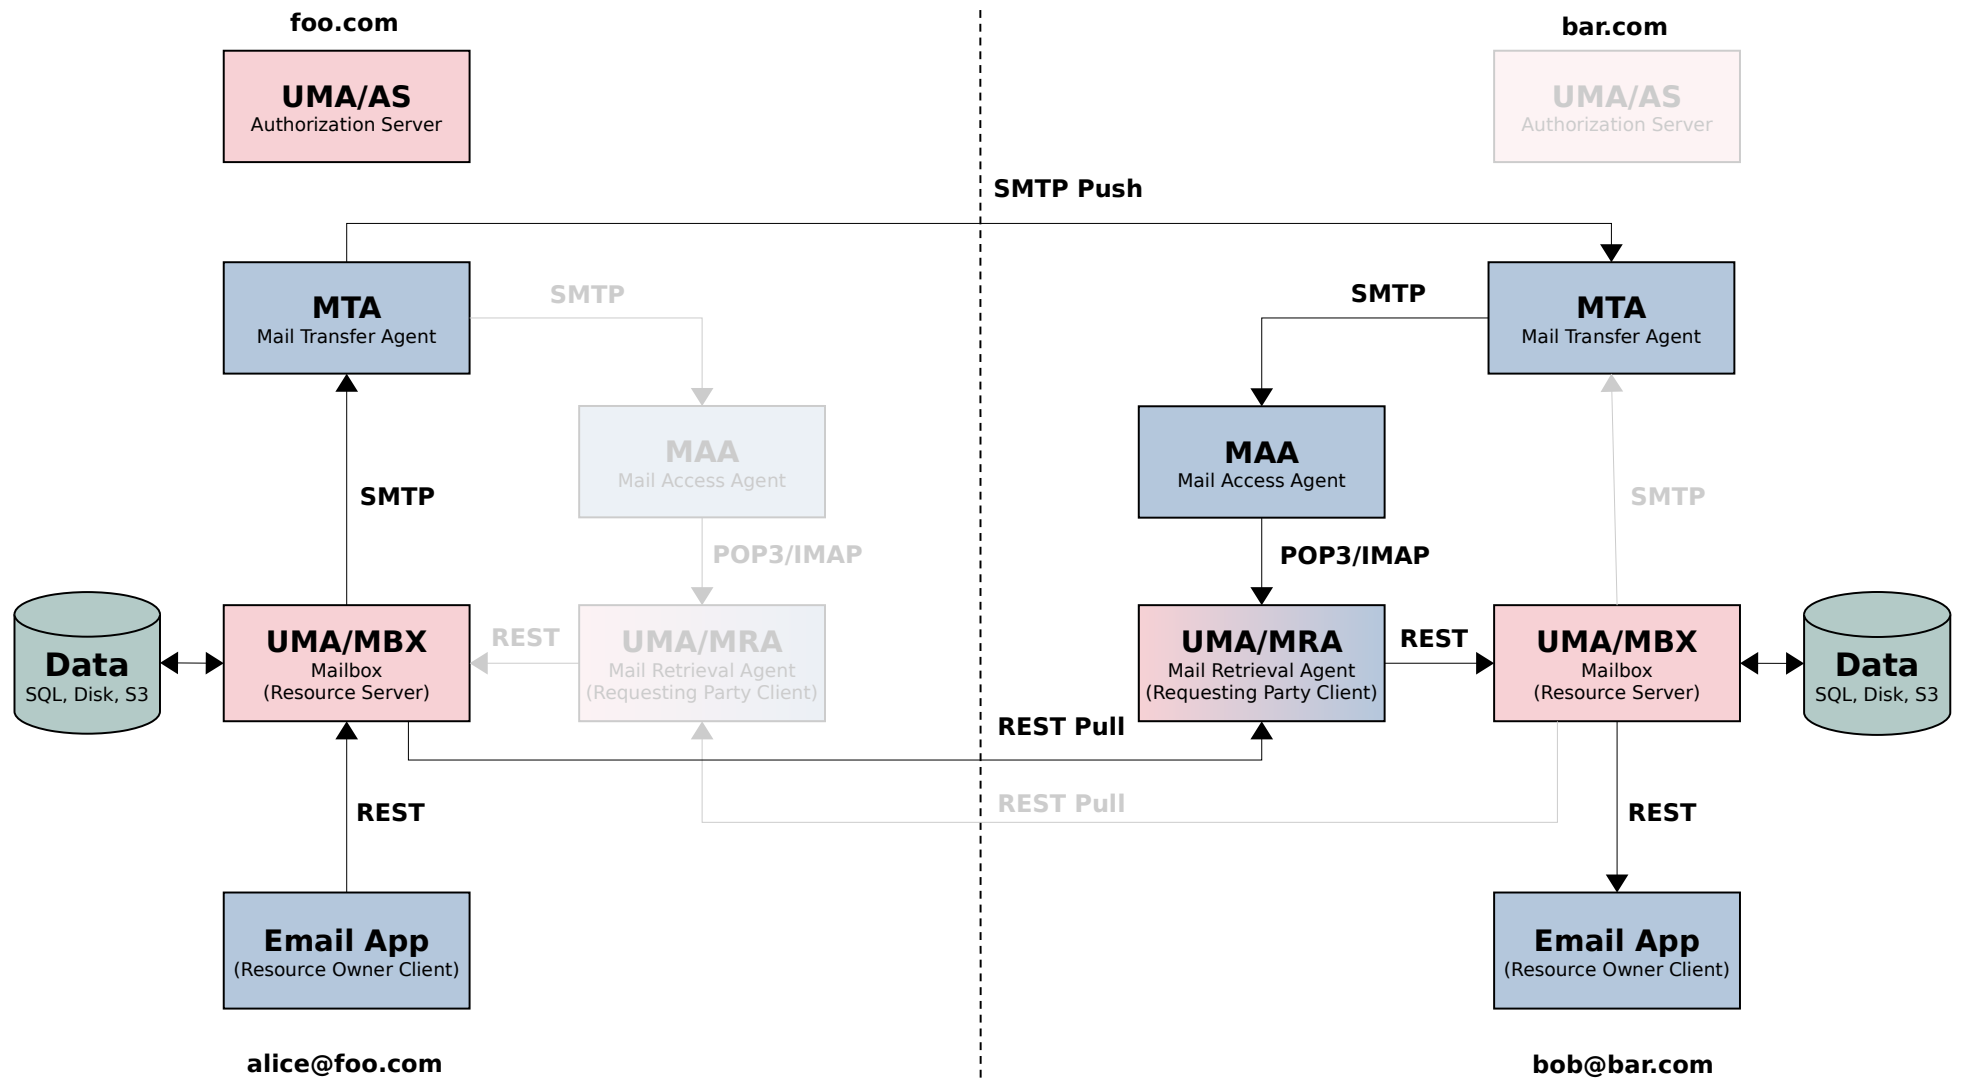 foo.com
bar.com
UMA/AS
Authorization Server
UMA/AS
Authorization Server
SMTP Push
MTA
Mail Transfer Agent
SMTP
SMTP
MTA
Mail Transfer Agent
MAA
Mail Access Agent
MAA
Mail Access Agent
SMTP
SMTP
POP3/IMAP
POP3/IMAP
Data
SQL, Disk, S3
UMA/MBX
Mailbox
(Resource Server)
REST
UMA/MRA
Mail Retrieval Agent
(Requesting Party Client)
UMA/MRA
Mail Retrieval Agent
(Requesting Party Client)
REST
UMA/MBX
Mailbox
(Resource Server)
Data
SQL, Disk, S3
REST Pull
REST Pull
REST
REST
Email App
(Resource Owner Client)
Email App
(Resource Owner Client)
alice@foo.com
bob@bar.com